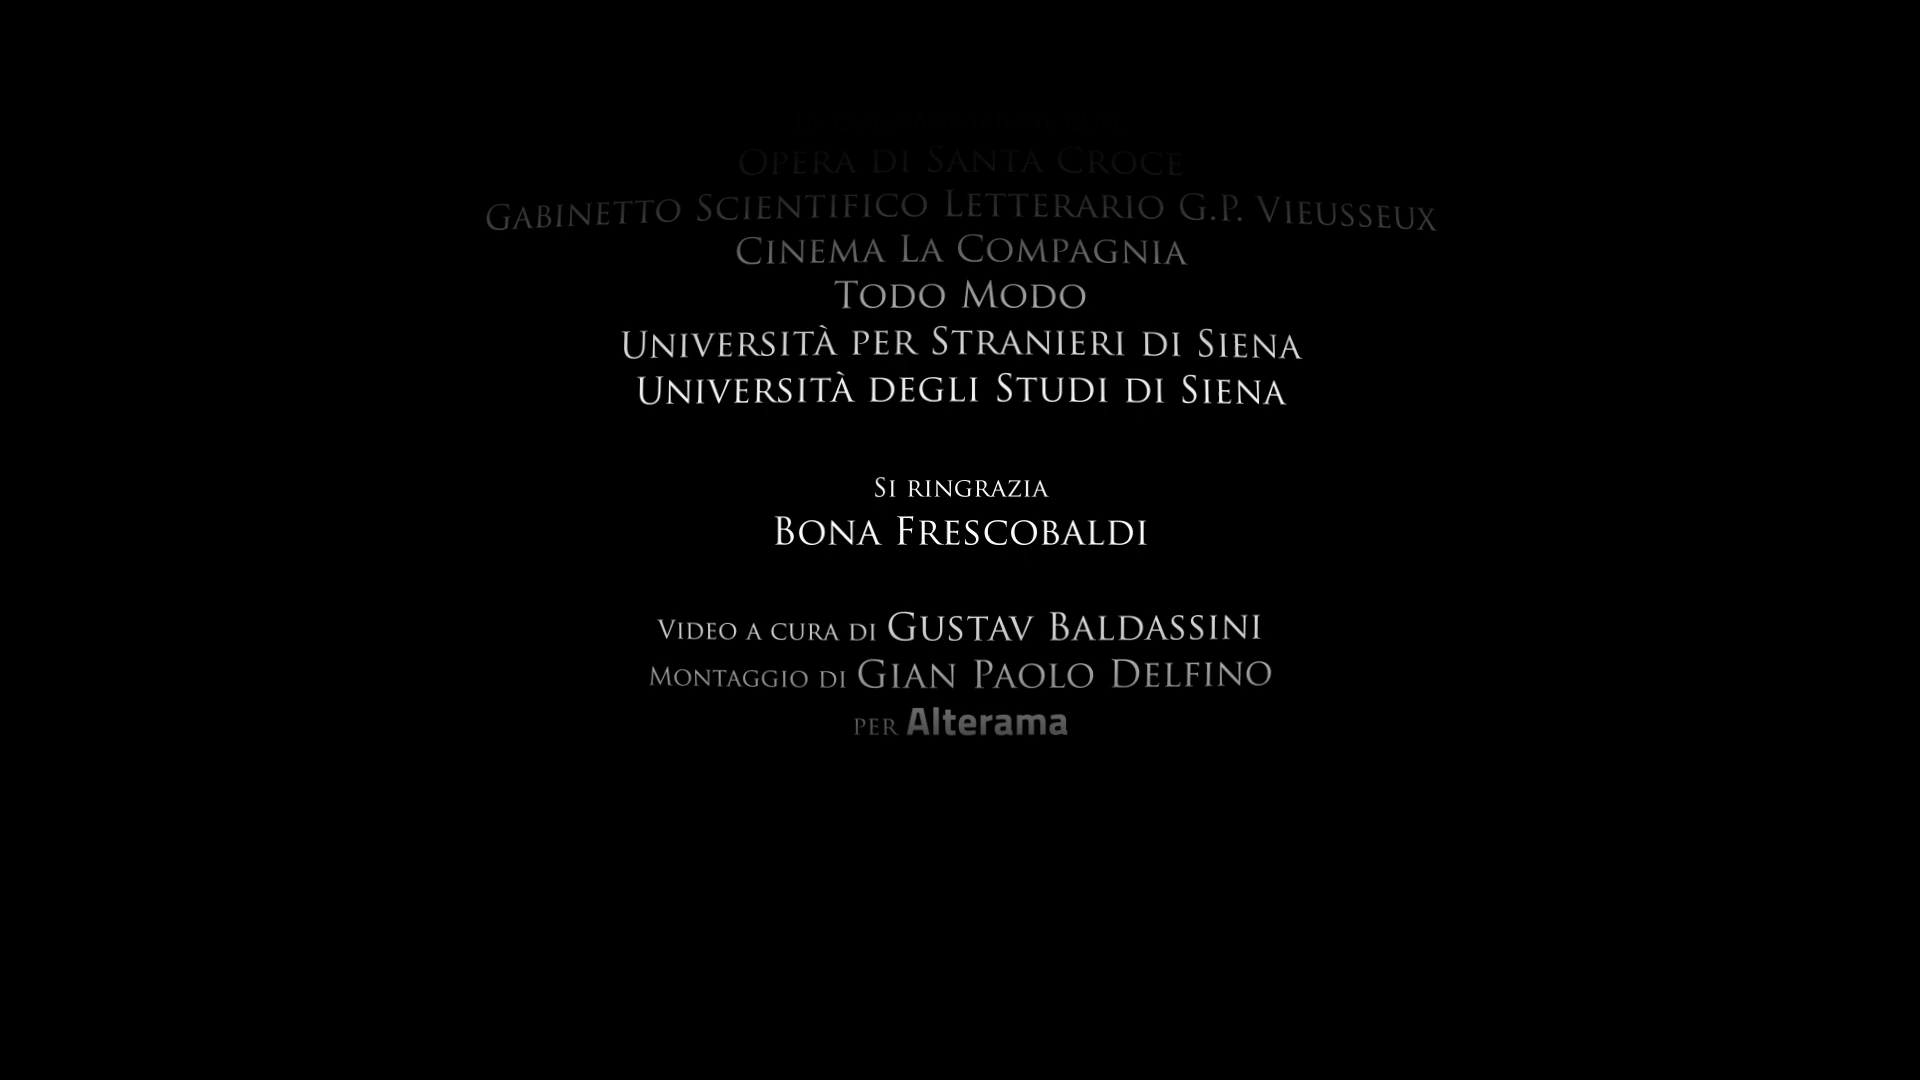 Opera di Santa Croce
Gabinetto Scientifico Letterario G.P. Vieusseux
Cinema La Compagnia
Todo Modo
Università per Stranieri di Siena
Università degli Studi di Siena
Si ringrazia
Bona Frescobaldi
Video a cura di Gustav Baldassini
Montaggio di Gian Paolo Delfino
per Alterama